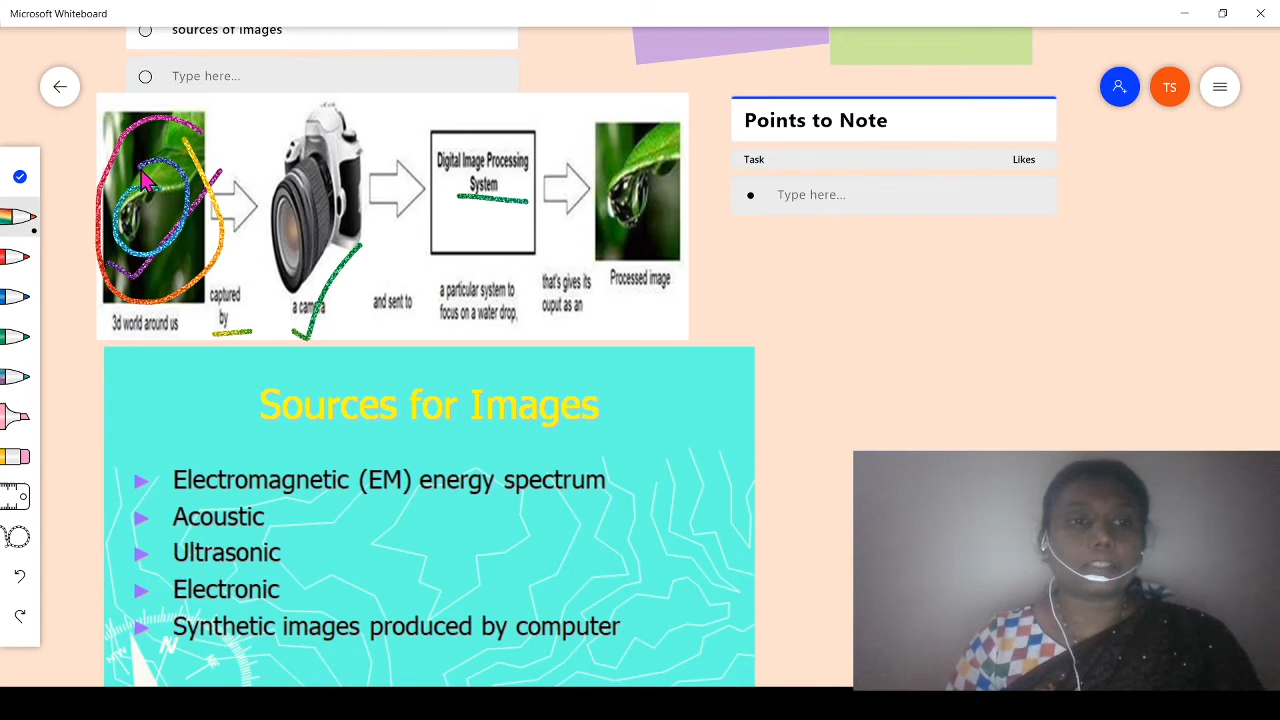 Microsoft Whiteboard
sources of images
Type here...
TS
Points to Note
Task Likes
Type here...
Digital Image Processing
System
captured
by
a camera
and sent to
a particular system to
focus on a water drop,
that's gives its
ouput as an
Processed image
3d world around us
Sources for Images
Electromagnetic (EM) energy spectrum
Acoustic
Ultrasonic
Electronic
Synthetic images produced by computer
N